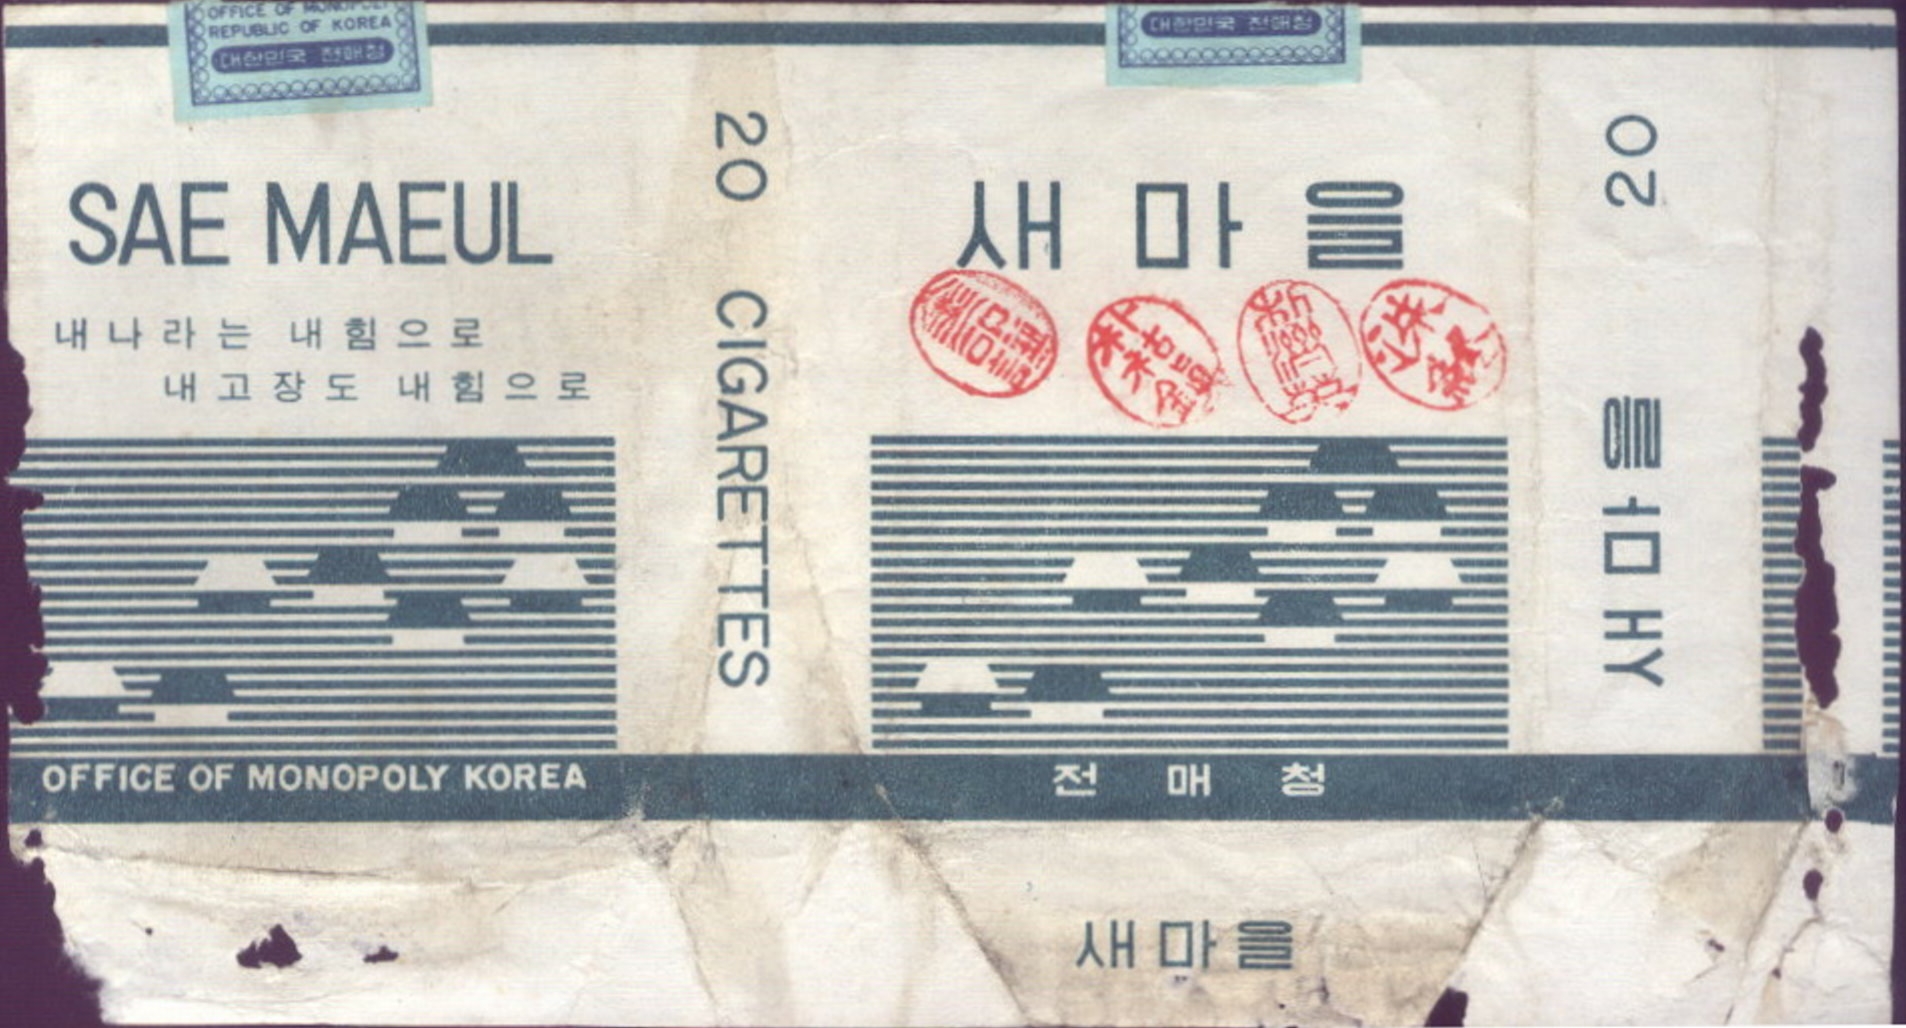 OFFICE OF MONOPOLY
REPUBLIC OF KOREA
대한민국 전매청
SAE MAEUL
내나라는 내힘으로
내고장도 내힘으로
OFFICE OF MONOPOLY KOREA
20 CIGARETTES
대한민국 전매청
새마을
전매청
새마을
20
새마을